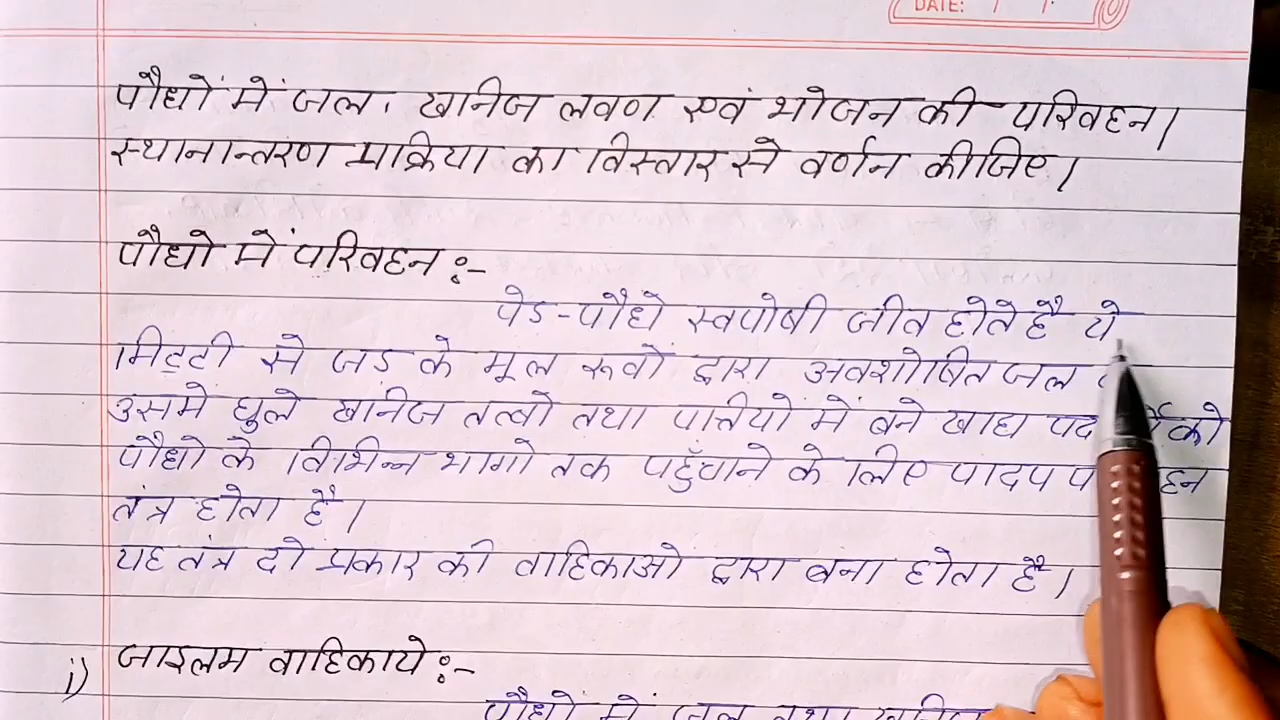 DATE: / /
पौधों में जल, खनिज लवण एवं भोजन की परिवहन।
स्थानान्तरण प्रक्रिया का विस्तार से वर्णन कीजिए।
पौधो में परिवहन :-
पेड-पौधे स्वपोषी जीव होते है ये
मिट्टी से जड के मूल रूवों द्वारा अवशोषित जल
उसमे घुले खनिज तत्वो तथा पत्तियो में बने खाद्य को
पौधो के विभिन्न भागो तक पहुँचाने के लिए पादप
तंत्र होता है।
यह तंत्र दो प्रकार की वाहिकाओ द्वारा बना होता है।
i) जाइलम वाहिकाये :-
पौधों में जल तथा खनिज